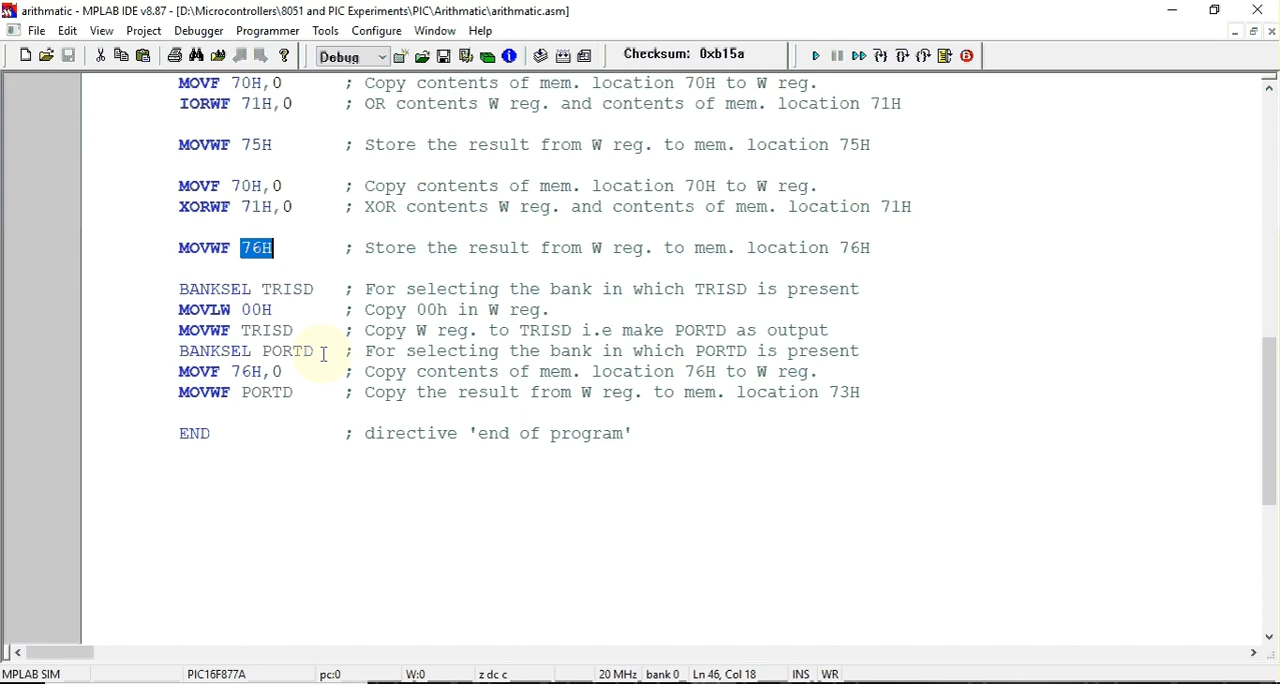 arithmatic - MPLAB IDE v8.87 - [D:\Microcontrollers\8051 and PIC Experiments\PIC\Arithmatic\arithmatic.asm]
File Edit View Project Debugger Programmer Tools Configure Window Help
Debug Checksum: 0xb15a
MOVF 70H,0 ; Copy contents of mem. location 70H to W reg.
IORWF 71H,0 ; OR contents W reg. and contents of mem. location 71H
MOVWF 75H ; Store the result from W reg. to mem. location 75H
MOVF 70H,0 ; Copy contents of mem. location 70H to W reg.
XORWF 71H,0 ; XOR contents W reg. and contents of mem. location 71H
MOVWF 76H ; Store the result from W reg. to mem. location 76H
BANKSEL TRISD ; For selecting the bank in which TRISD is present
MOVLW 00H ; Copy 00h in W reg.
MOVWF TRISD ; Copy W reg. to TRISD i.e make PORTD as output
BANKSEL PORTD ; For selecting the bank in which PORTD is present
MOVF 76H,0 ; Copy contents of mem. location 76H to W reg.
MOVWF PORTD ; Copy the result from W reg. to mem. location 73H
END ; directive 'end of program'
MPLAB SIM PIC16F877A pc:0 W:0 z dc c 20 MHz bank 0 Ln 46, Col 18 INS WR